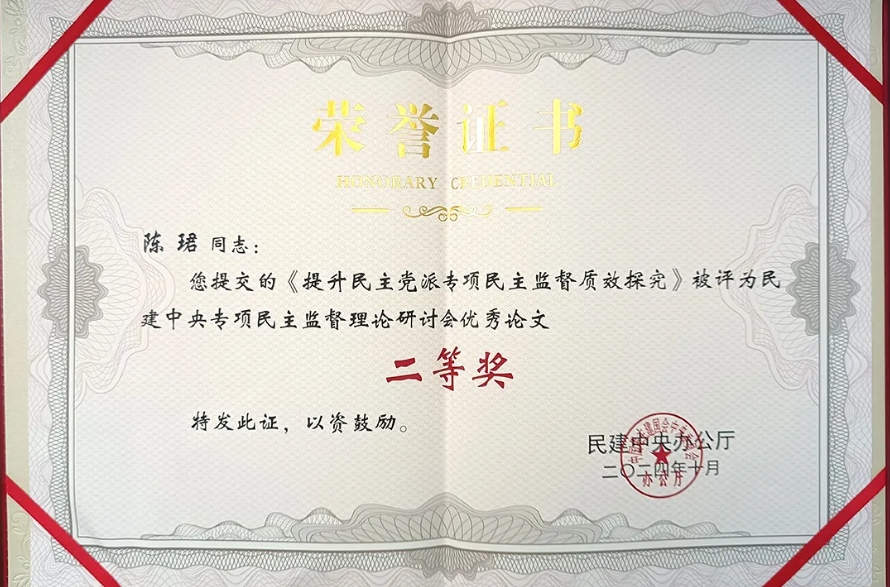 荣誉证书
HONORARY CREDENTIAL
陈珺同志：
您提交的《提升民主党派专项民主监督质效探究》被评为民
建中央专项民主监督理论研讨会优秀论文
二等奖
特发此证，以资鼓励。
民建中央办公厅
二〇二四年十月
办公厅